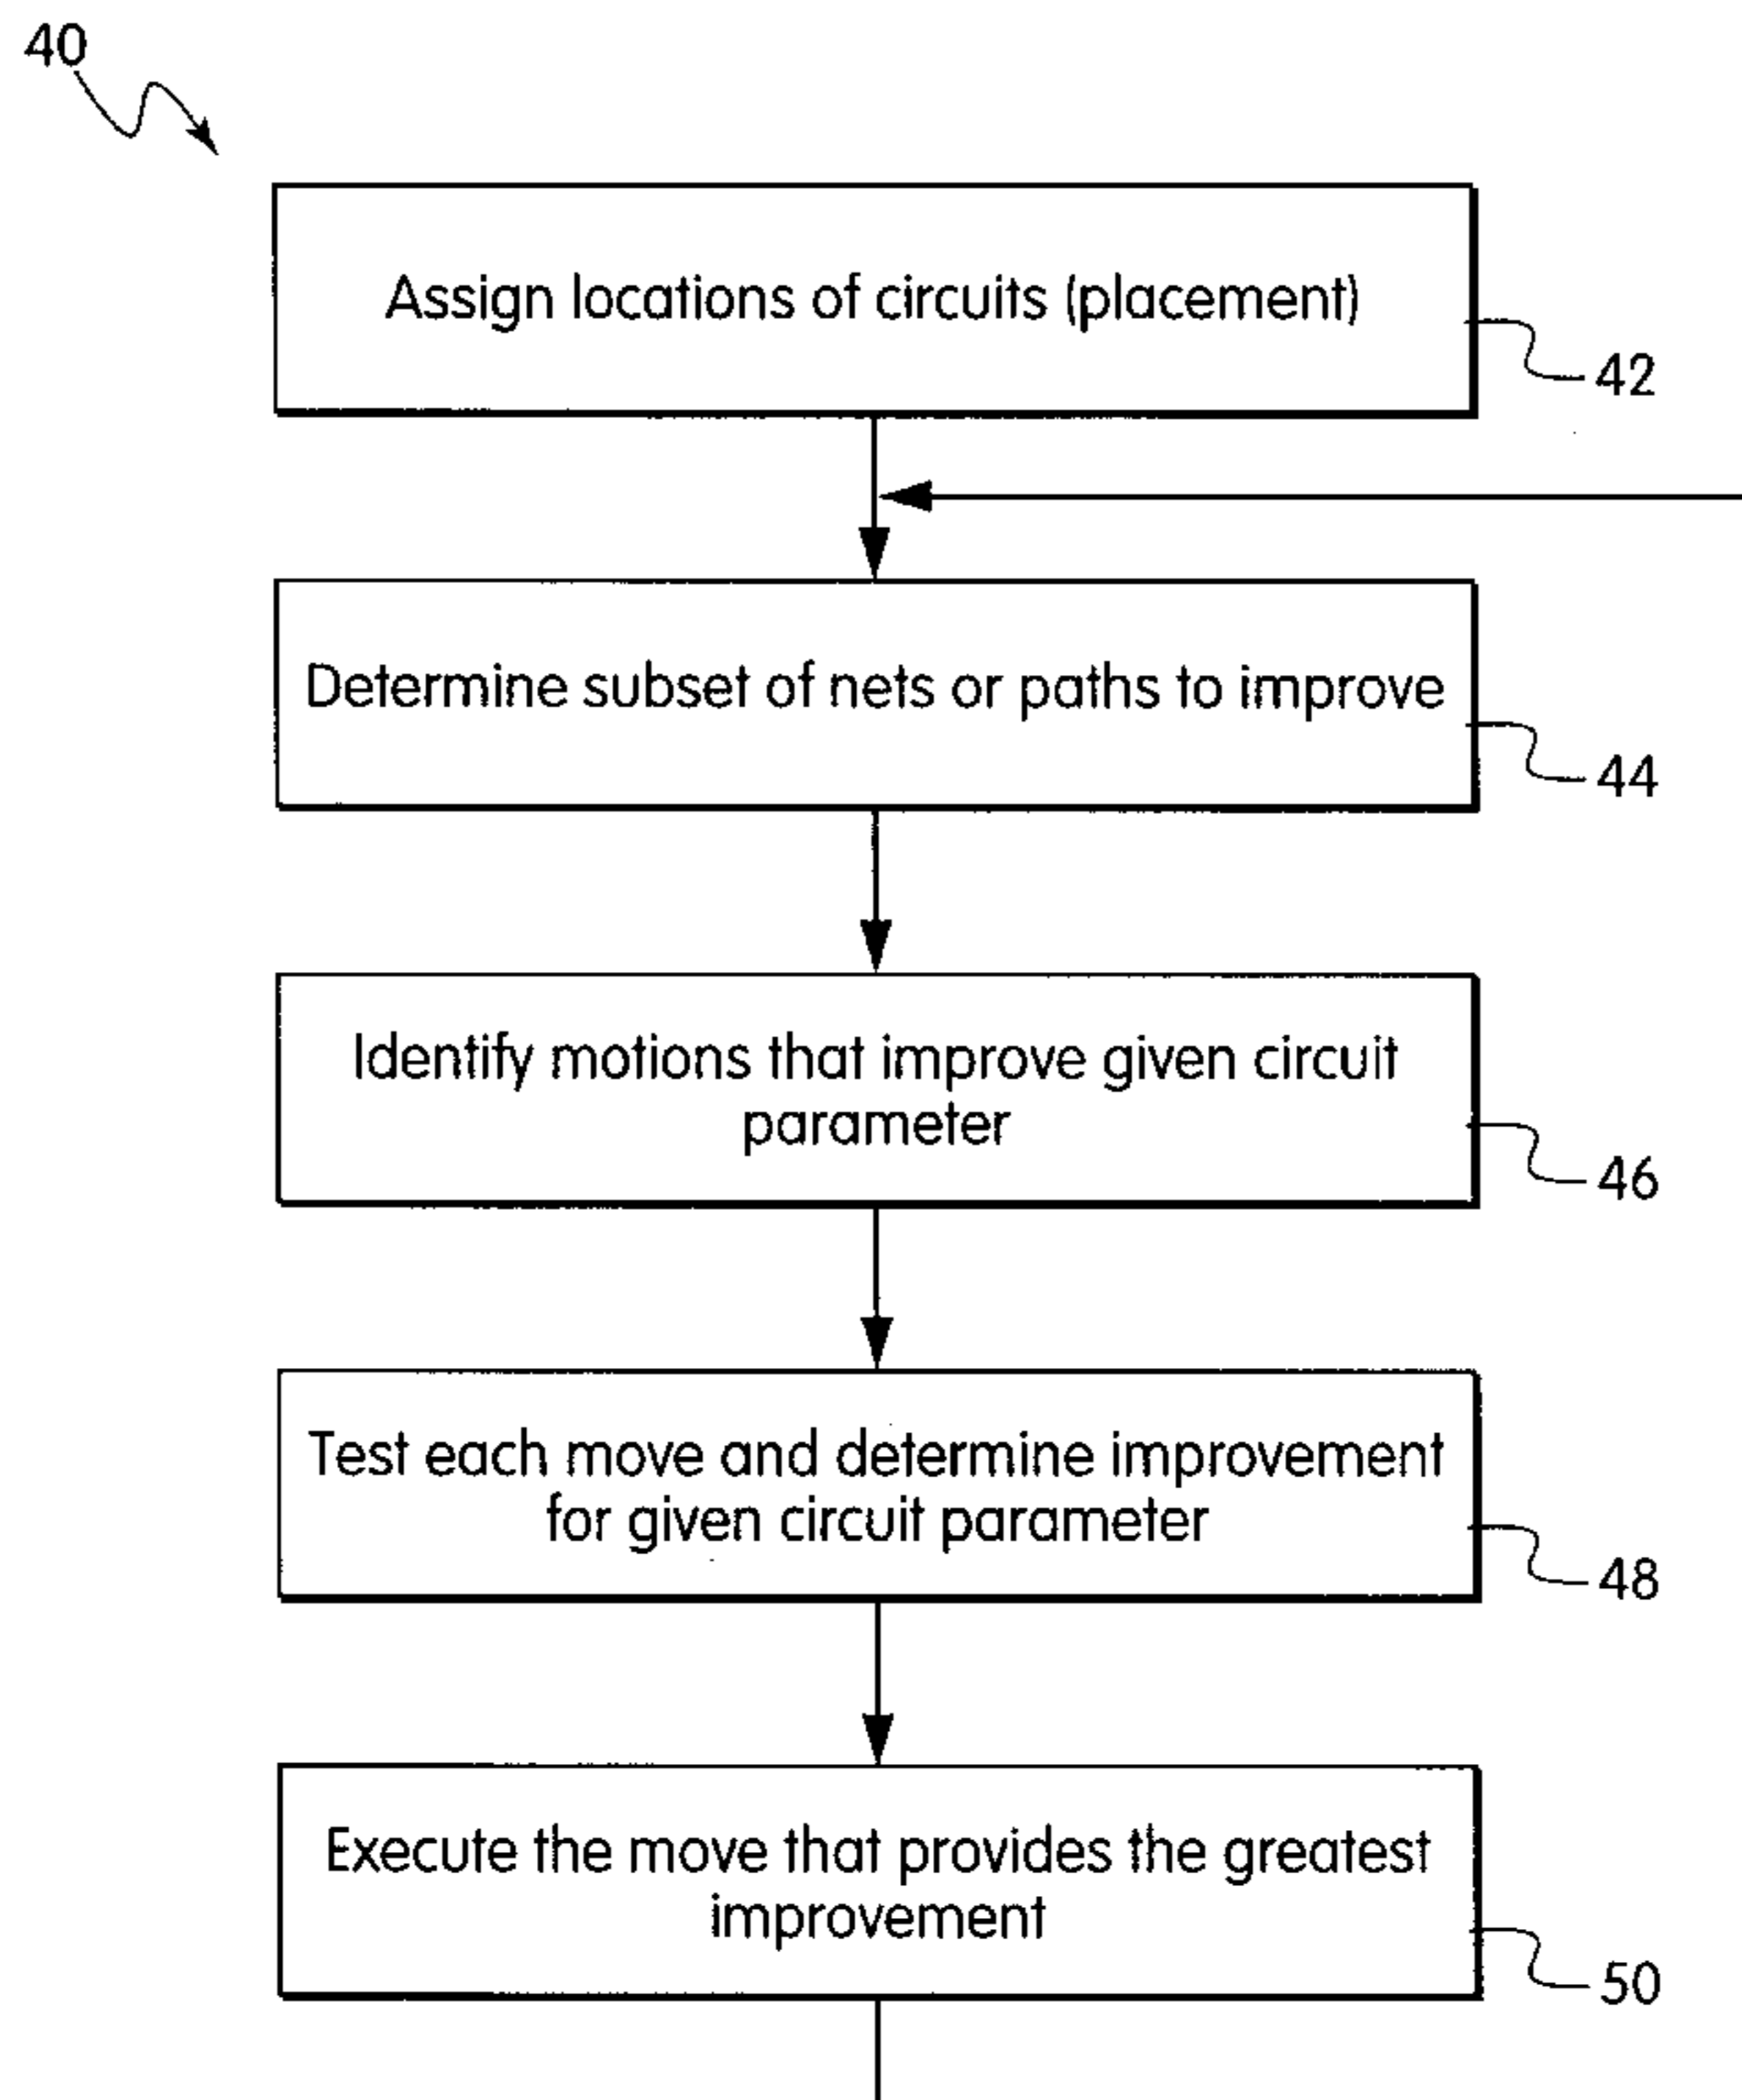 40
Assign locations of circuits (placement)
42
Determine subset of nets or paths to improve
44
Identify motions that improve given circuit
parameter
46
Test each move and determine improvement
for given circuit parameter
48
Execute the move that provides the greatest
improvement
50